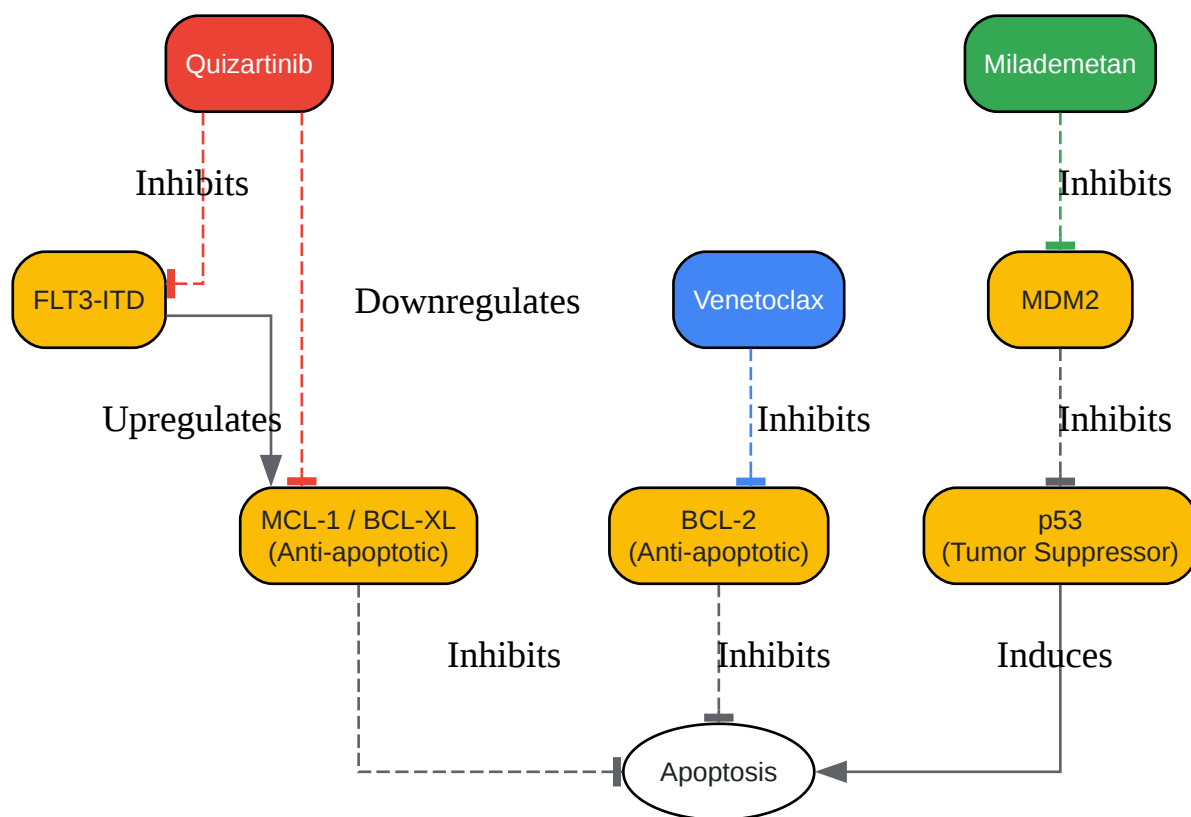 Quizartinib
Milademetan
Inhibits
Inhibits
FLT3-ITD
Downregulates
Venetoclax
MDM2
Upregulates
Inhibits
Inhibits
MCL-1 / BCL-XL
(Anti-apoptotic)
BCL-2
(Anti-apoptotic)
p53
(Tumor Suppressor)
Inhibits
Inhibits
Induces
Apoptosis